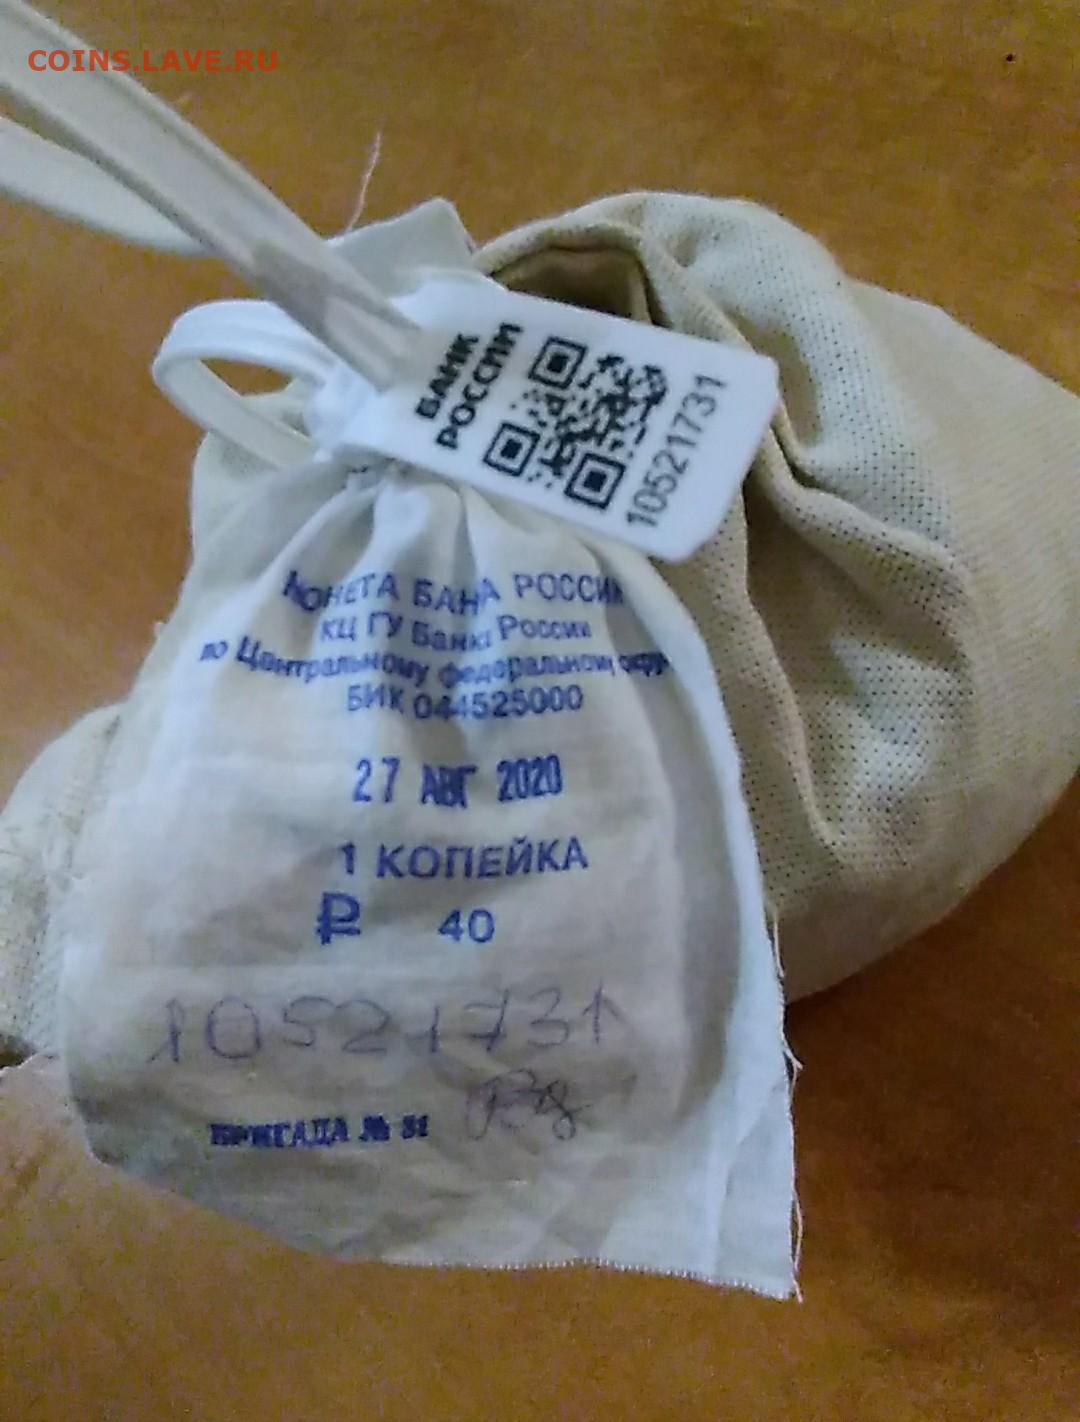 COINS.LAVE.RU
БАНК
РОССИИ
10521731
МОНЕТА БАНКА РОССИИ
КЦ ГУ Банка России
по Центральному федеральному окру
БИК 044525000
27 АВГ 2020
1 КОПЕЙКА
₽ 40
10521731
БРИГАДА № 31